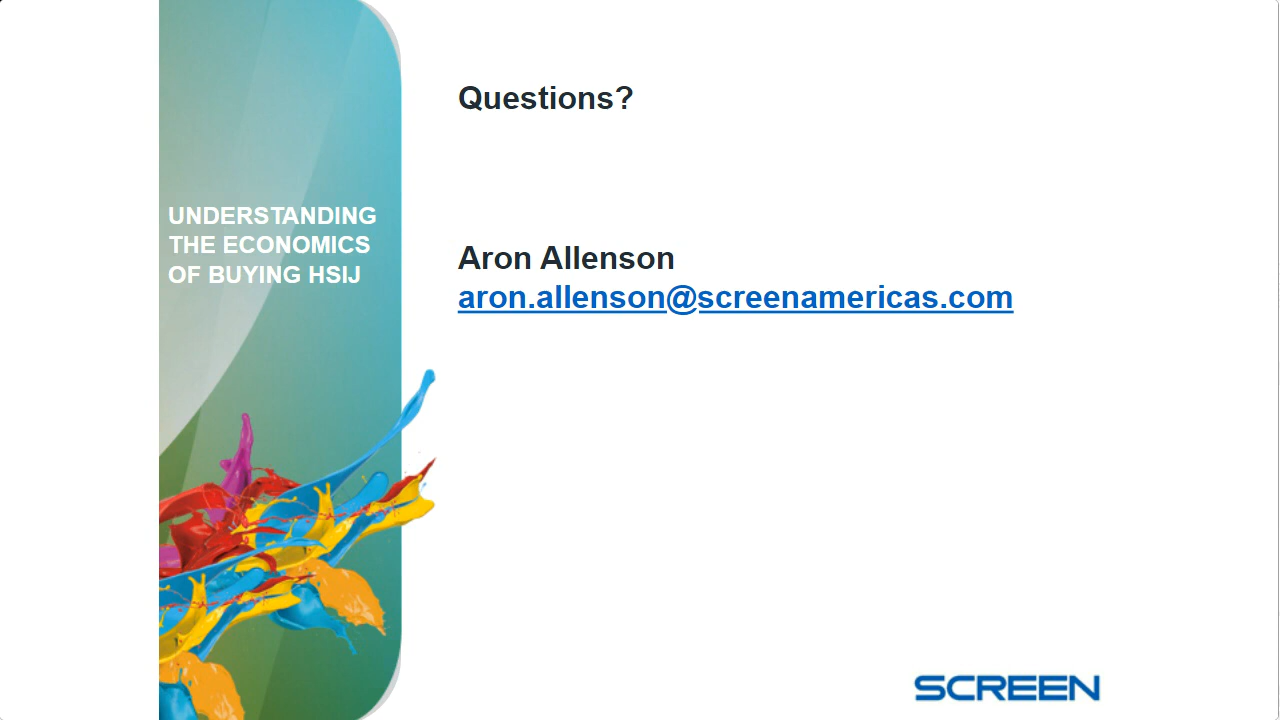 UNDERSTANDING
THE ECONOMICS
OF BUYING HSIJ
Questions?
Aron Allenson
aron.allenson@screenamericas.com
SCREEN